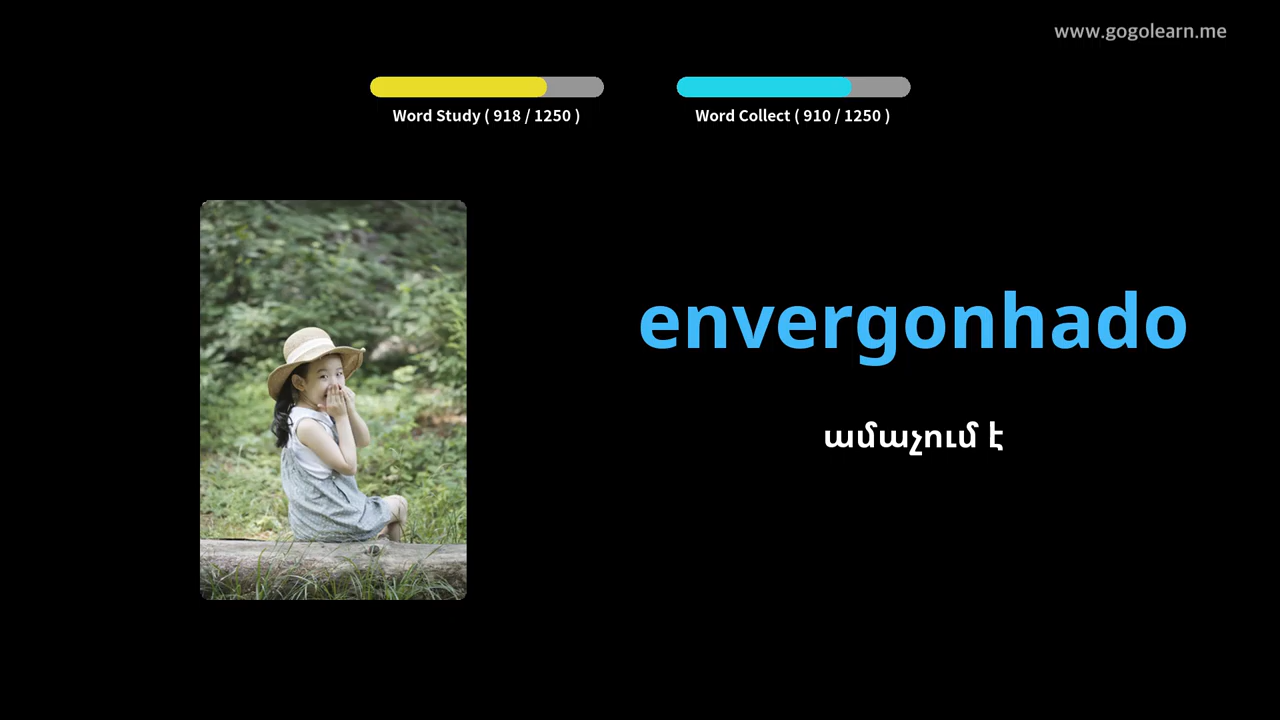 www.gogolearn.me
Word Study ( 918 / 1250 )
Word Collect ( 910 / 1250 )
envergonhado
ամաչում է